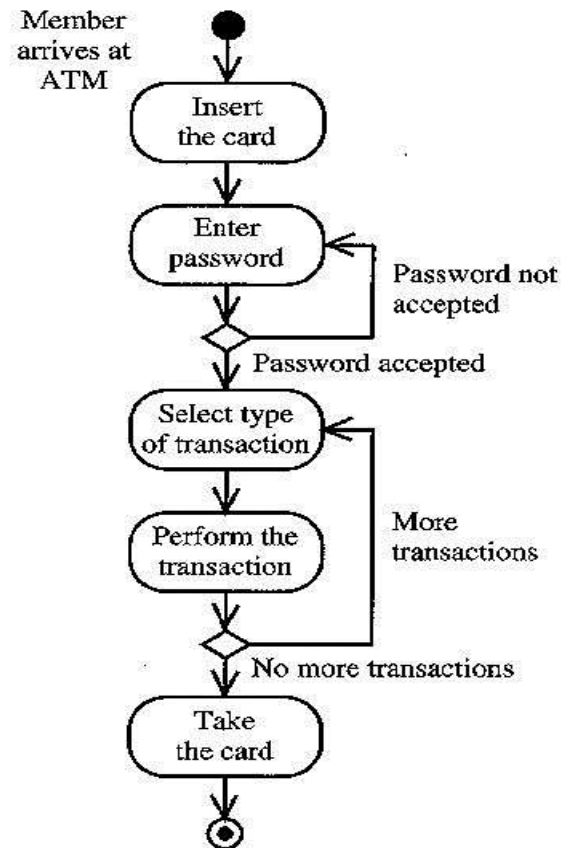 Member
arrives at
ATM
Insert
the card
Enter
password
Password not
accepted
Password accepted
Select type
of transaction
More
transactions
Perform the
transaction
No more transactions
Take
the card